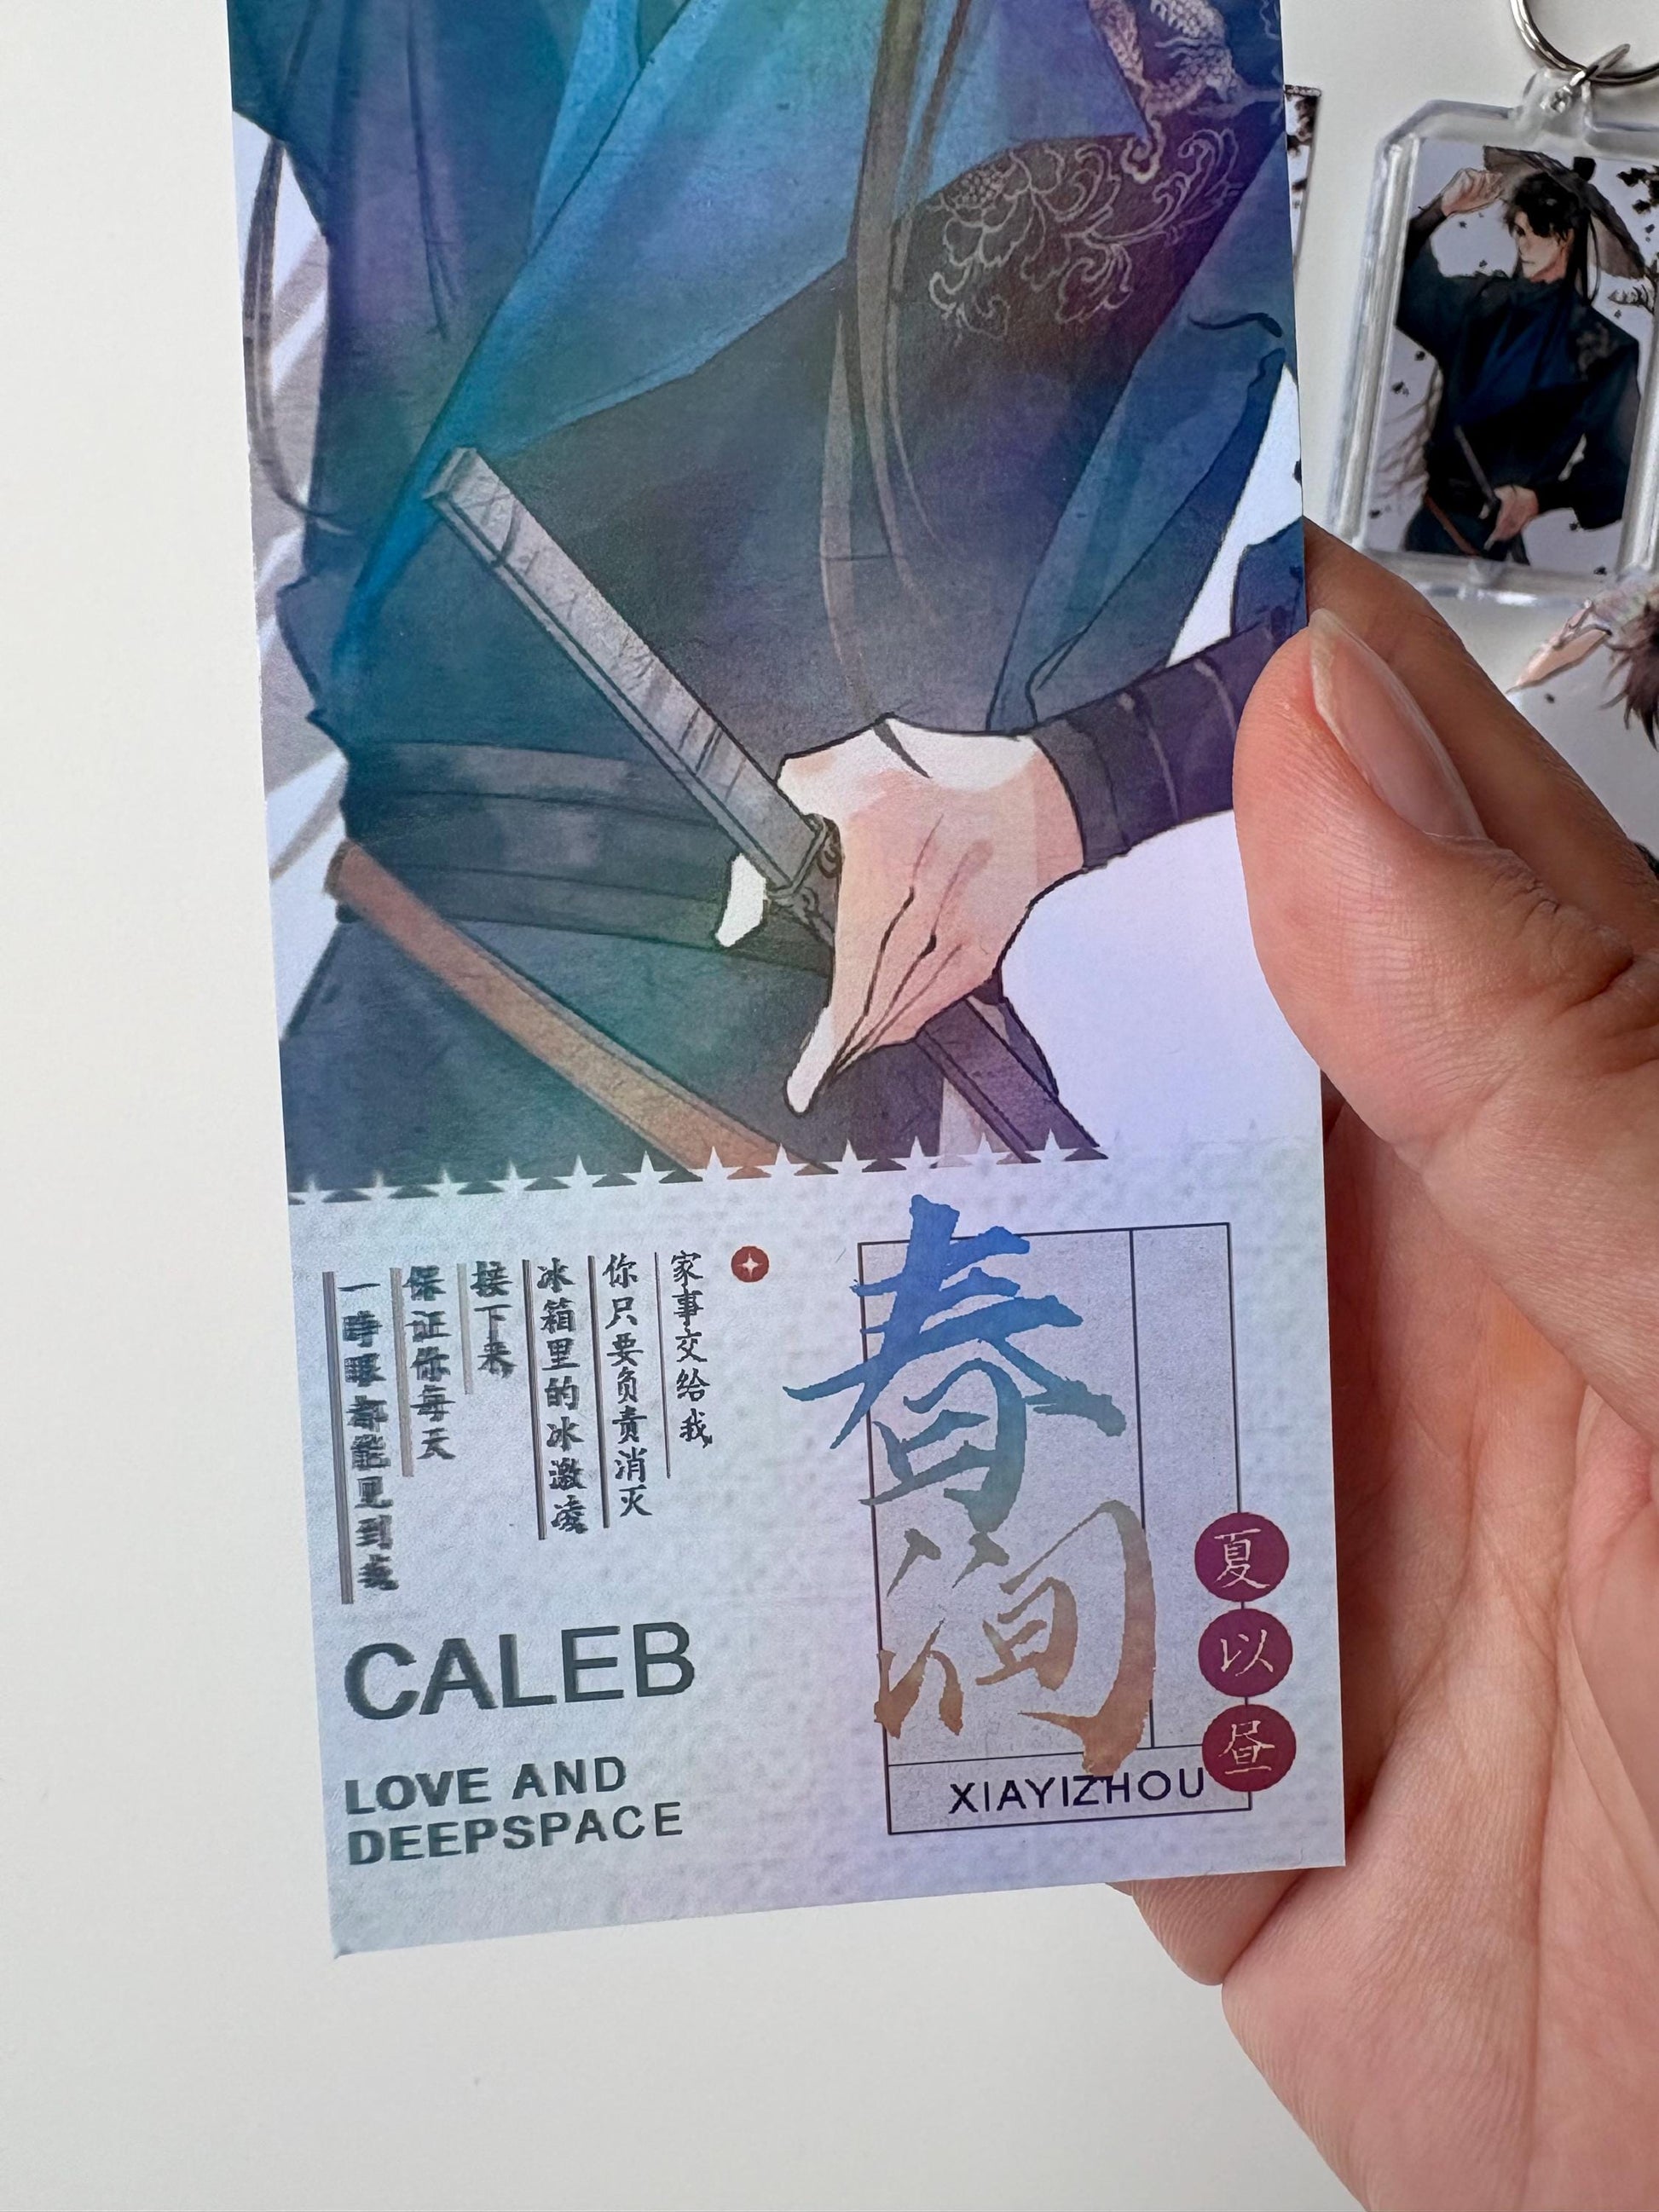 春涧
夏以昼
XIAYIZHOU
家事交给我
你只要负责消灭
冰箱里的冰激凌
接下来
保证你每天
一睁眼都能见到我
CALEB
LOVE AND
DEEPSPACE